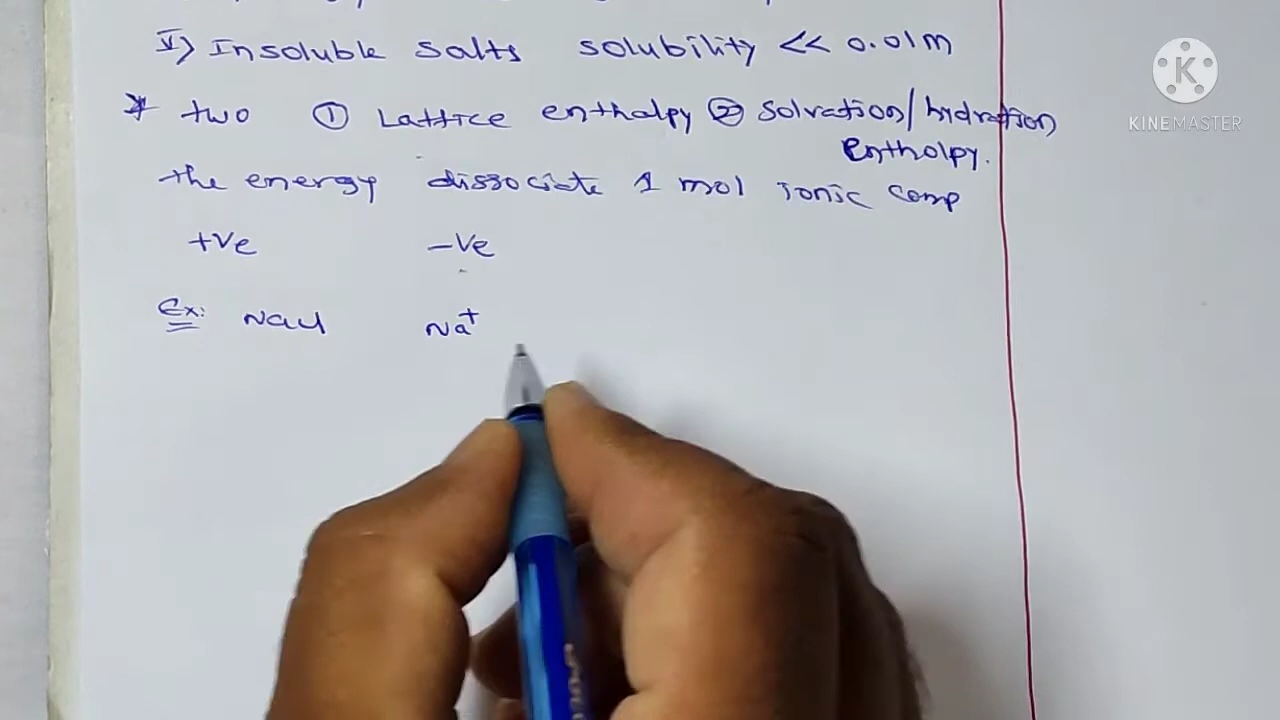 V) Insoluble salts solubility << 0.01M
* two ① Lattice enthalpy ② Solvation/hydration
enthalpy.
the energy dissociate 1 mol ionic comp
+ve -ve
Ex: NaCl Na⁺
K
KINEMASTER